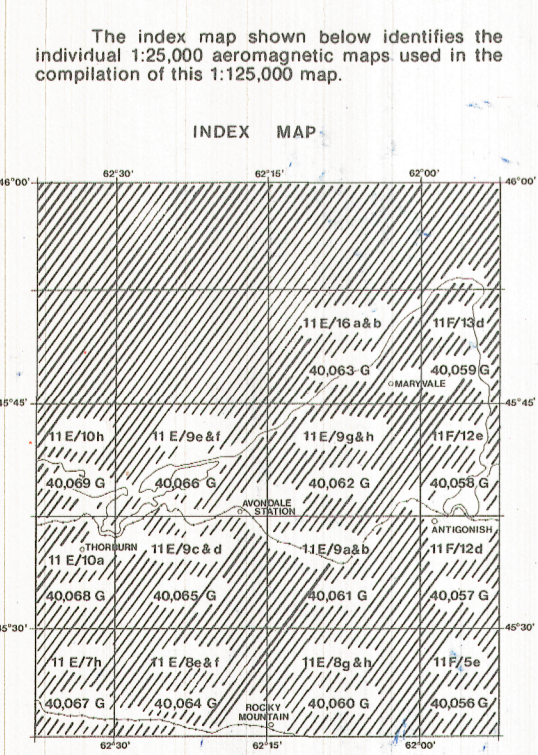 The index map shown below identifies the
individual 1:25,000 aeromagnetic maps used in the
compilation of this 1:125,000 map.
INDEX MAP
62°30' 62°15' 62°00'
46°00' 46°00'
11 E/16 a&b 11F/13d
40,063 G 40,059 G
MARYVALE
45°45' 45°45'
11 E/10h 11 E/9e&f 11E/9g&h 11F/12e
40,069 G 40,066 G 40,062 G 40,058 G
AVONDALE
STATION
ANTIGONISH
THORBURN 11E/9c & d 11E/9a&b 11F/12d
11 E/10a
40,068 G 40,065 G 40,061 G 40,057 G
45°30' 45°30'
11 E/7h 11 E/8e&f 11E/8g&h 11F/5e
40,067 G 40,064 G 40,060 G 40,056 G
ROCKY
MOUNTAIN
62°30' 62°15' 62°00'